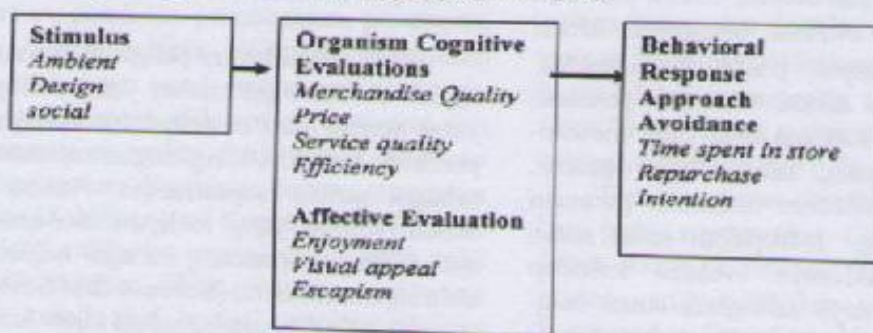 Stimulus
Ambient
Design
social
Organism Cognitive
Evaluations
Merchandise Quality
Price
Service quality
Efficiency
Affective Evaluation
Enjoyment
Visual appeal
Escapism
Behavioral
Response
Approach
Avoidance
Time spent in store
Repurchase
Intention